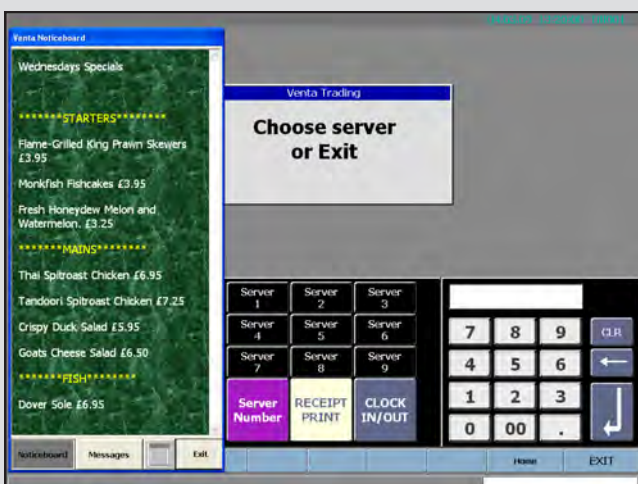 Venta Noticeboard
Wednesdays Specials
*******STARTERS********
Flame-Grilled King Prawn Skewers
£3.95
Monkfish Fishcakes £3.95
Fresh Honeydew Melon and
Watermelon. £3.25
*******MAINS********
Thai Spitroast Chicken £6.95
Tandoori Spitroast Chicken £7.25
Crispy Duck Salad £5.95
Goats Cheese Salad £6.50
*******FISH********
Dover Sole £6.95
Noticeboard Messages Exit
Venta Trading
Choose server
or Exit
Server 1 Server 2 Server 3
Server 4 Server 5 Server 6
Server 7 Server 8 Server 9
Server Number RECEIPT PRINT CLOCK IN/OUT
7 8 9 CLR
4 5 6 ←
1 2 3
0 00 .
Home EXIT